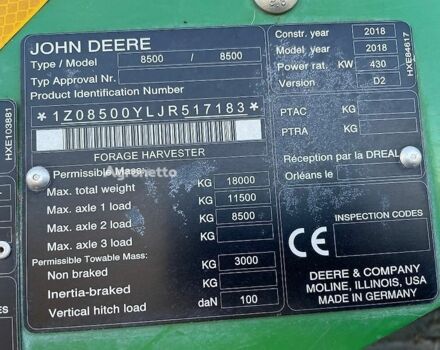 JOHN DEERE
Type / Model 8500 / 8500
Typ Approval Nr.
Product Identification Number
*1Z08500YLJR517183*
FORAGE HARVESTER
Permissible Mass:
Max. total weight KG 18000
Max. axle 1 load KG 11500
Max. axle 2 load KG 8500
Max. axle 3 load KG
Permissible Towable Mass:
Non braked KG 3000
Inertia-braked KG
Vertical hitch load daN 100
Constr. year 2018
Model year 2018
Power rat. KW 430
Version D2
PTAC KG
PTRA KG
Réception par la DREAL
Orléans le
INSPECTION CODES
CE
DEERE & COMPANY
MOLINE, ILLINOIS, USA
MADE IN GERMANY
HXE84617
HXE103881